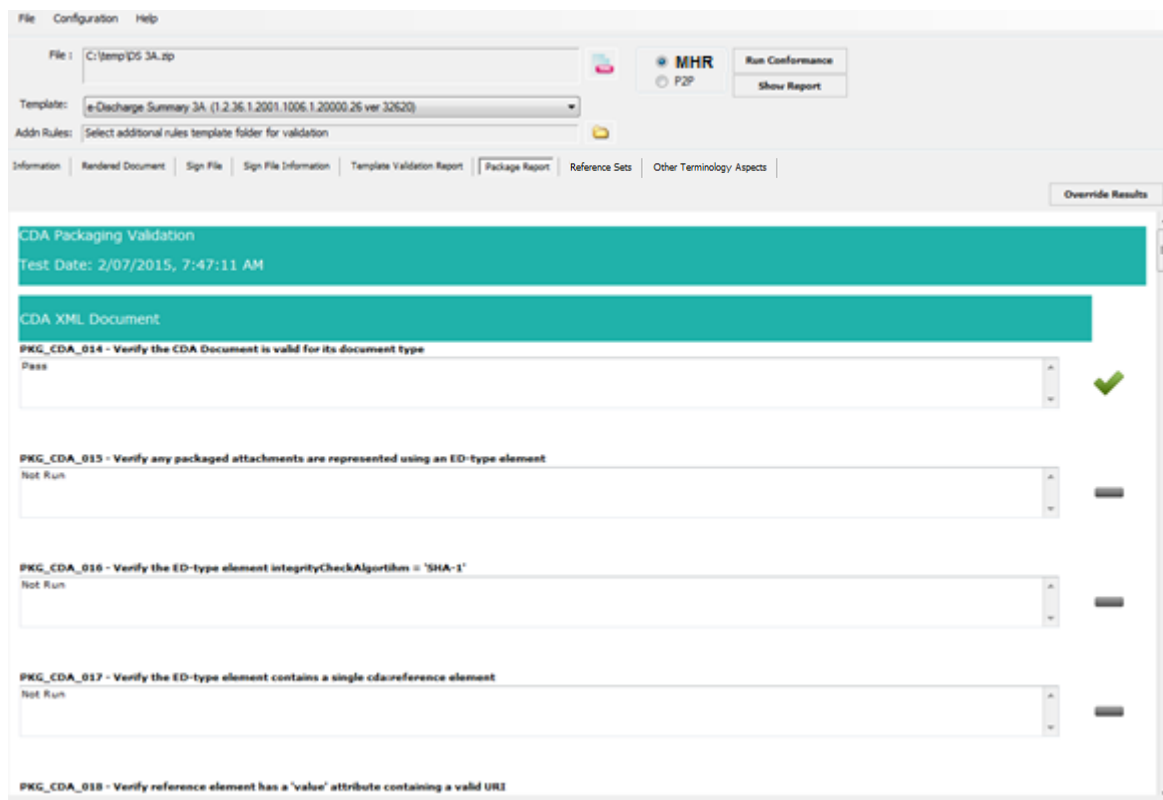 File Configuration Help
File : C:\temp\DS 3A.zip
MHR
Run Conformance
P2P
Show Report
Template: e-Discharge Summary 3A (1.2.36.1.2001.1006.1.20000.26 ver 32620)
Addn Rules: Select additional rules template folder for validation
Information Rendered Document Sign File Sign File Information Template Validation Report Package Report Reference Sets Other Terminology Aspects
Override Results
CDA Packaging Validation
Test Date: 2/07/2015, 7:47:11 AM
CDA XML Document
PKG_CDA_014 - Verify the CDA Document is valid for its document type
Pass
PKG_CDA_015 - Verify any packaged attachments are represented using an ED-type element
Not Run
PKG_CDA_016 - Verify the ED-type element integrityCheckAlgortihm = 'SHA-1'
Not Run
PKG_CDA_017 - Verify the ED-type element contains a single cda:reference element
Not Run
PKG_CDA_018 - Verify reference element has a 'value' attribute containing a valid URI